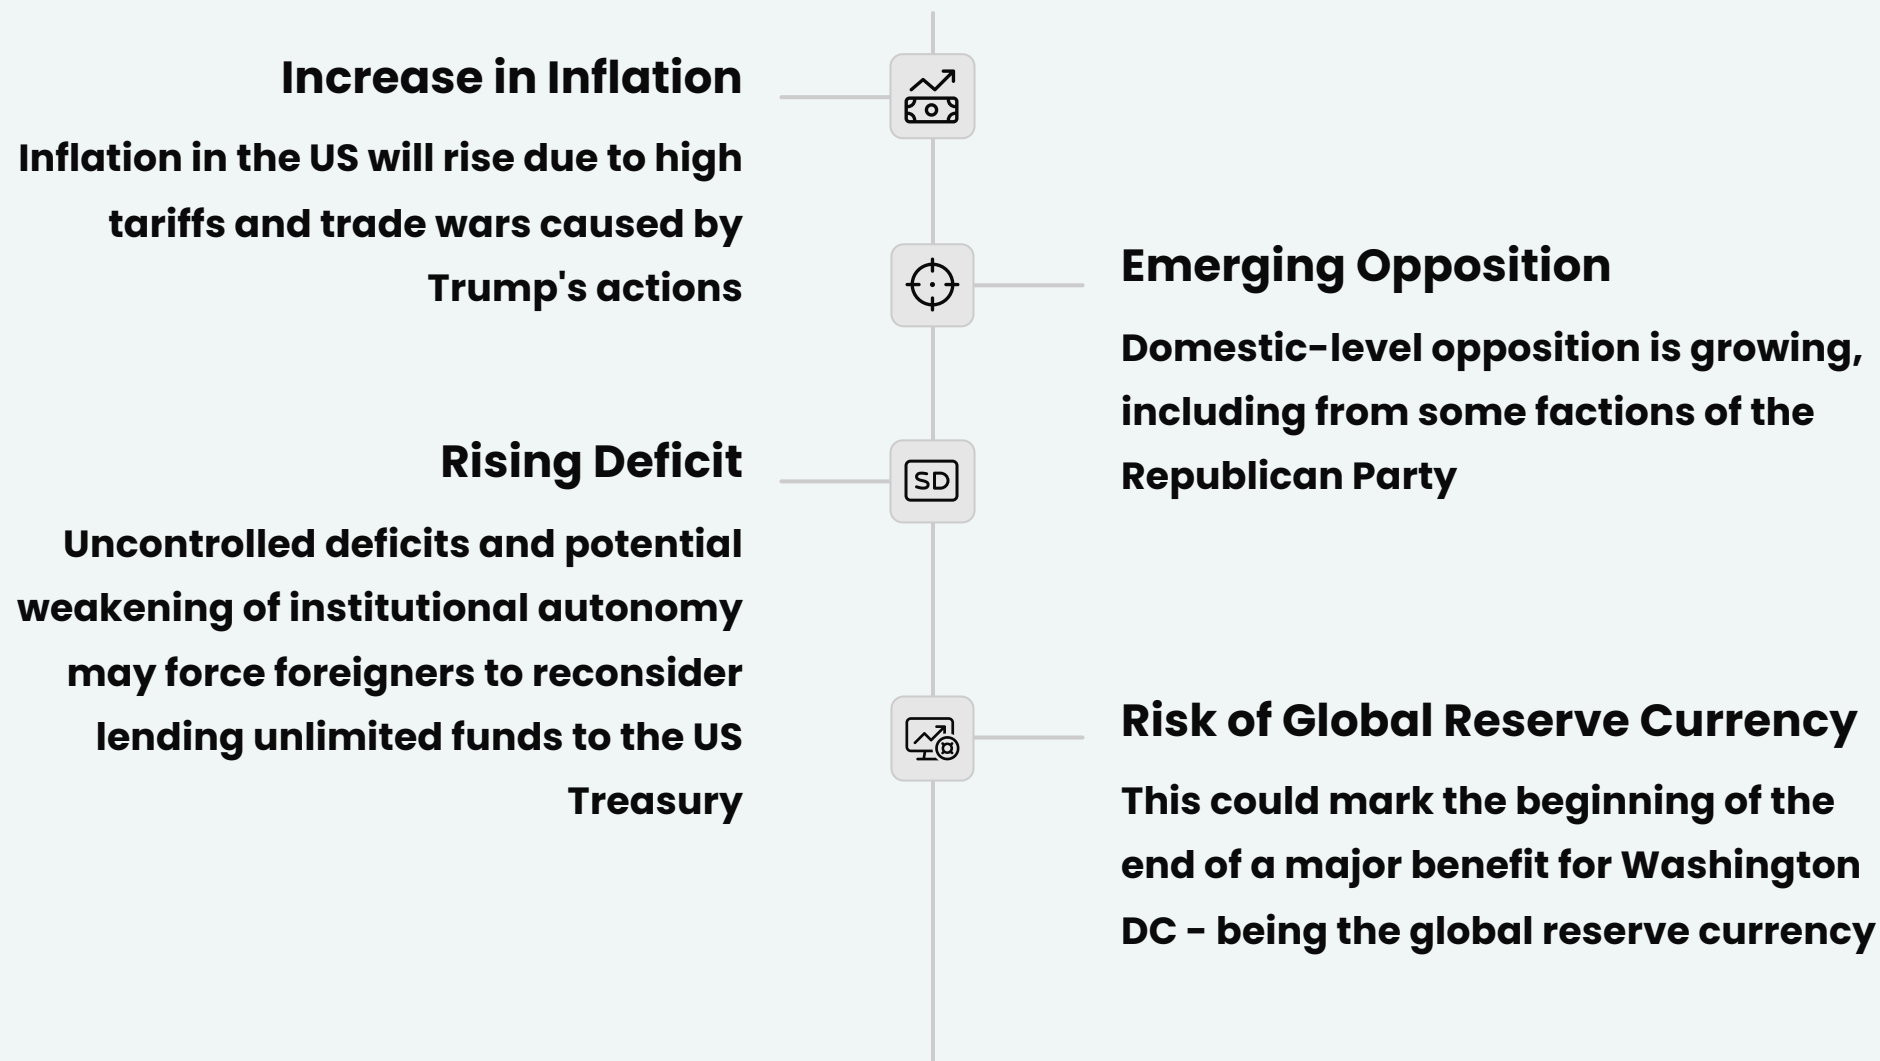 Increase in Inflation
Inflation in the US will rise due to high
tariffs and trade wars caused by
Trump's actions
Emerging Opposition
Domestic-level opposition is growing,
including from some factions of the
Republican Party
Rising Deficit
SD
Uncontrolled deficits and potential
weakening of institutional autonomy
may force foreigners to reconsider
lending unlimited funds to the US
Treasury
Risk of Global Reserve Currency
This could mark the beginning of the
end of a major benefit for Washington
DC - being the global reserve currency